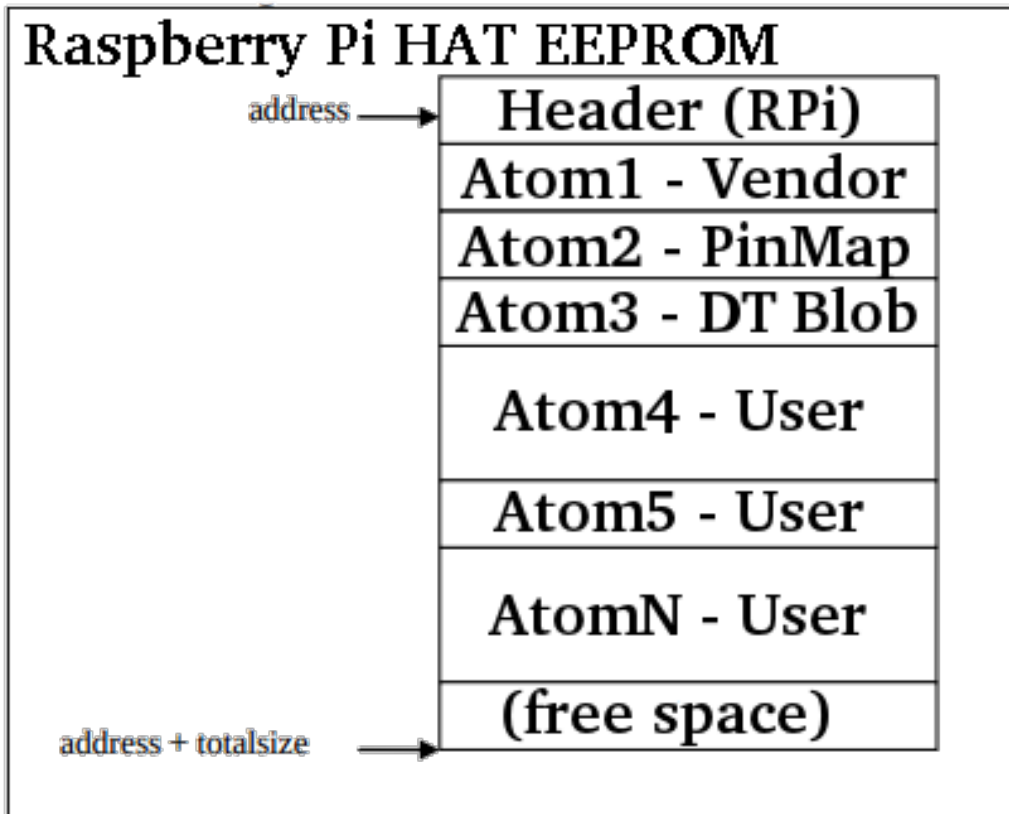 Raspberry Pi HAT EEPROM
address
Header (RPi)
Atom1 - Vendor
Atom2 - PinMap
Atom3 - DT Blob
Atom4 - User
Atom5 - User
AtomN - User
(free space)
address + totalsize